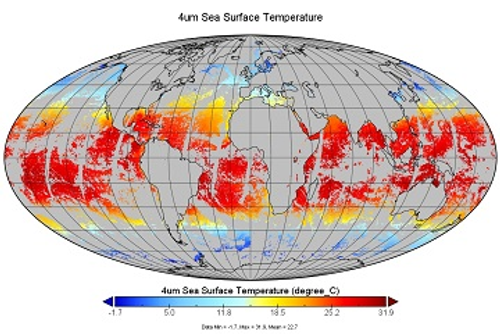 4um Sea Surface Temperature
4um Sea Surface Temperature (degree_C)
-1.7 5.0 11.8 18.5 25.2 31.9
Data Min = -1.7, Max = 31.9, Mean = 22.7